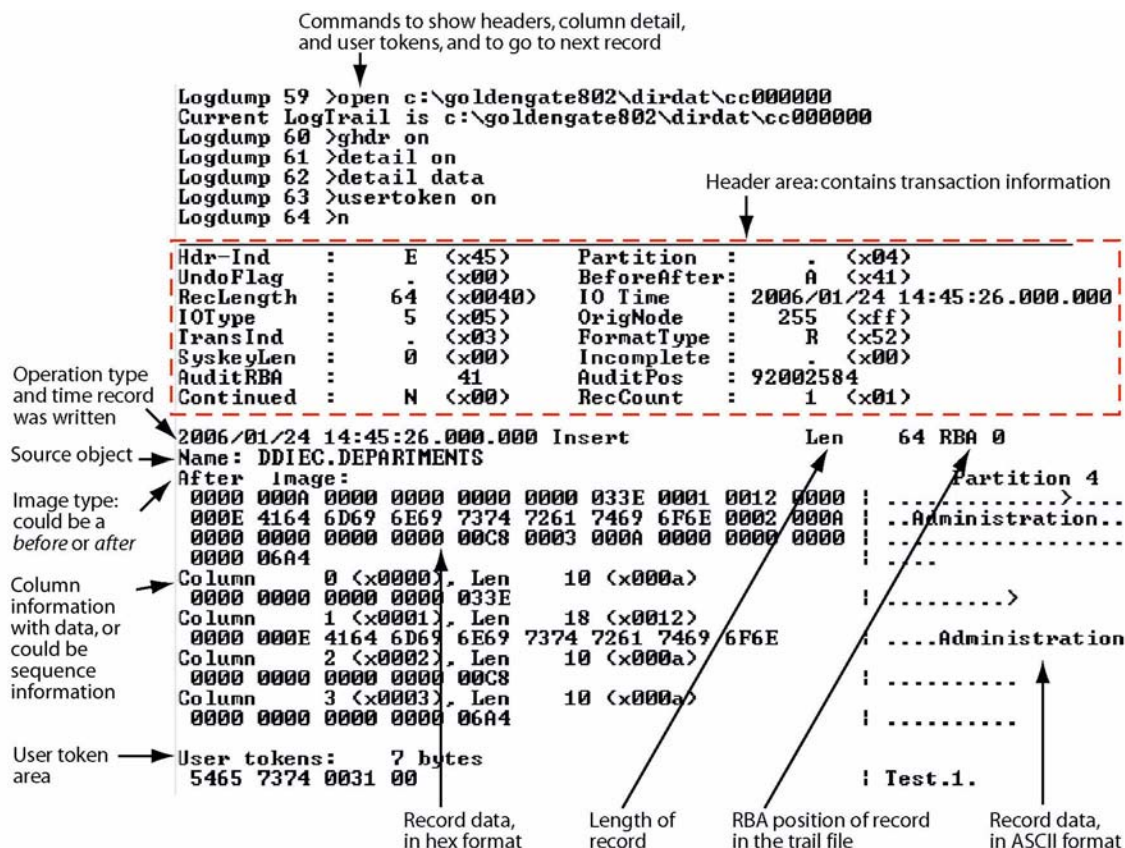 Commands to show headers, column detail,
and user tokens, and to go to next record
Logdump 59 >open c:\goldengate802\dirdat\cc000000
Current LogTrail is c:\goldengate802\dirdat\cc000000
Logdump 60 >ghdr on
Logdump 61 >detail on
Logdump 62 >detail data
Logdump 63 >usertoken on
Logdump 64 >n
Header area: contains transaction information
Hdr-Ind : E (x45) Partition : . (x04)
UndoFlag : . (x00) BeforeAfter: A (x41)
RecLength : 64 (x0040) IO Time : 2006/01/24 14:45:26.000.000
IOType : 5 (x05) OrigNode : 255 (xff)
TransInd : . (x03) FormatType : R (x52)
SyskeyLen : 0 (x00) Incomplete : . (x00)
AuditRBA : 41 AuditPos : 92002584
Continued : N (x00) RecCount : 1 (x01)
Operation type
and time record
was written
2006/01/24 14:45:26.000.000 Insert Len 64 RBA 0
Source object
Name: DDIEC.DEPARTMENTS
After Image: Partition 4
Image type:
could be a
before or after
0000 000A 0000 0000 0000 0000 033E 0001 0012 0000 | .............>......
000E 4164 6D69 6E69 7374 7261 7469 6F6E 0002 000A | ..Administration....
0000 0000 0000 0000 00C8 0003 000A 0000 0000 0000 | ....................
0000 06A4 | ....
Column
information
with data, or
could be
sequence
information
Column 0 (x0000), Len 10 (x000a)
0000 0000 0000 0000 033E | .........>
Column 1 (x0001), Len 18 (x0012)
0000 000E 4164 6D69 6E69 7374 7261 7469 6F6E | ....Administration
Column 2 (x0002), Len 10 (x000a)
0000 0000 0000 0000 00C8 | ..........
Column 3 (x0003), Len 10 (x000a)
0000 0000 0000 0000 06A4 | ..........
User token
area
User tokens: 7 bytes
5465 7374 0031 00 | Test.1.
Record data,
in hex format
Length of
record
RBA position of record
in the trail file
Record data,
in ASCII format